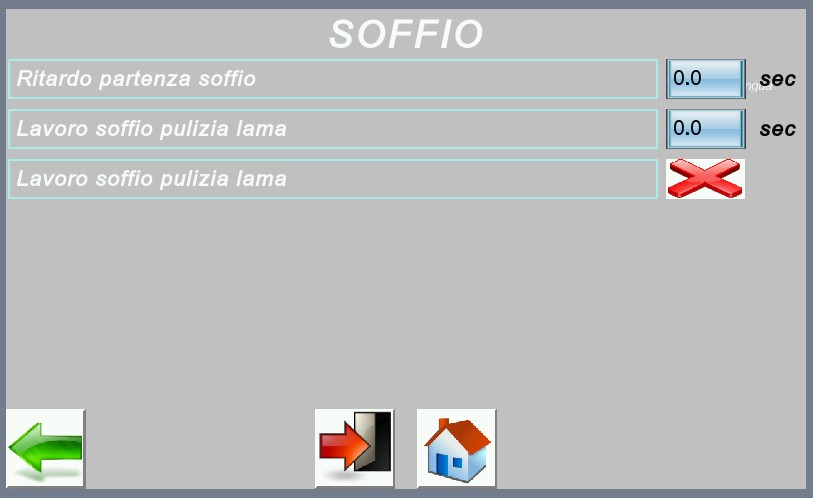 SOFFIO
Ritardo partenza soffio
0.0
sec
Lavoro soffio pulizia lama
0.0
sec
Lavoro soffio pulizia lama